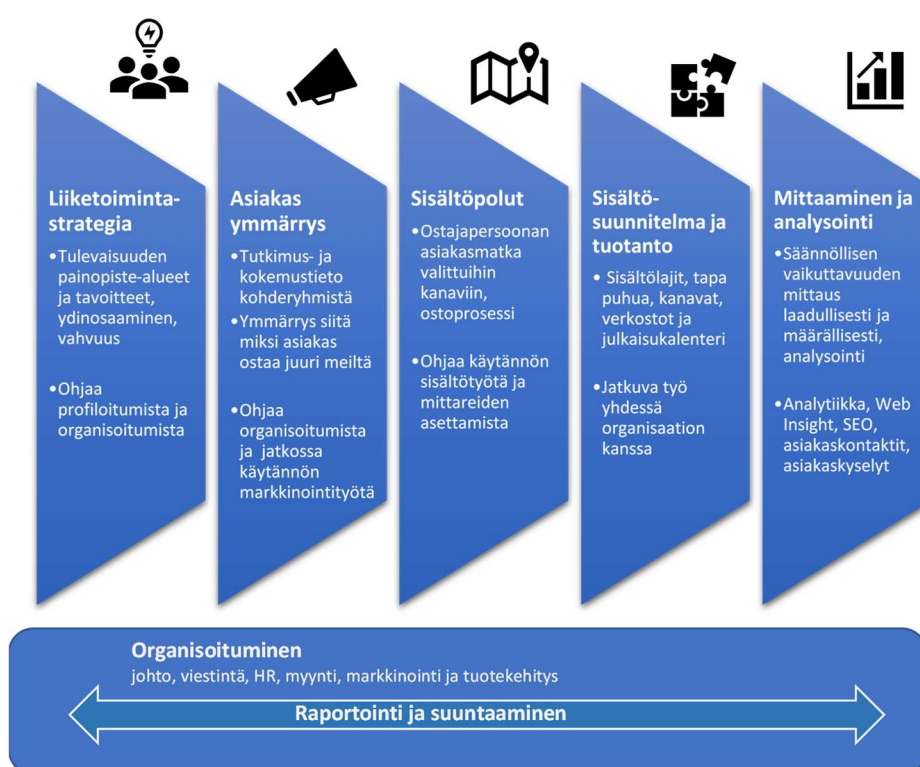 Liiketoiminta-
strategia
•Tulevaisuuden
painopiste-alueet
ja tavoitteet,
ydinosaaminen,
vahvuus
•Ohjaa
profiloitumista ja
organisoitumista
Asiakas
ymmärrys
•Tutkimus- ja
kokemustieto
kohderyhmistä
•Ymmärrys siitä
miksi asiakas
ostaa juuri meiltä
•Ohjaa
organisoitumista
ja jatkossa
käytännön
markkinointityötä
Sisältöpolut
•Ostajapersoonan
asiakasmatka
valittuihin
kanaviin,
ostoprosessi
•Ohjaa käytännön
sisältötyötä ja
mittareiden
asettamista
Sisältö-
suunnitelma ja
tuotanto
• Sisältölajit, tapa
puhua, kanavat,
verkostot ja
julkaisukalenteri
•Jatkuva työ
yhdessä
organisaation
kanssa
Mittaaminen ja
analysointi
•Säännöllisen
vaikuttavuuden
mittaus
laadullisesti ja
määrällisesti,
analysointi
•Analytiikka, Web
Insight, SEO,
asiakaskontaktit,
asiakaskyselyt
Organisoituminen
johto, viestintä, HR, myynti, markkinointi ja tuotekehitys
Raportointi ja suuntaaminen